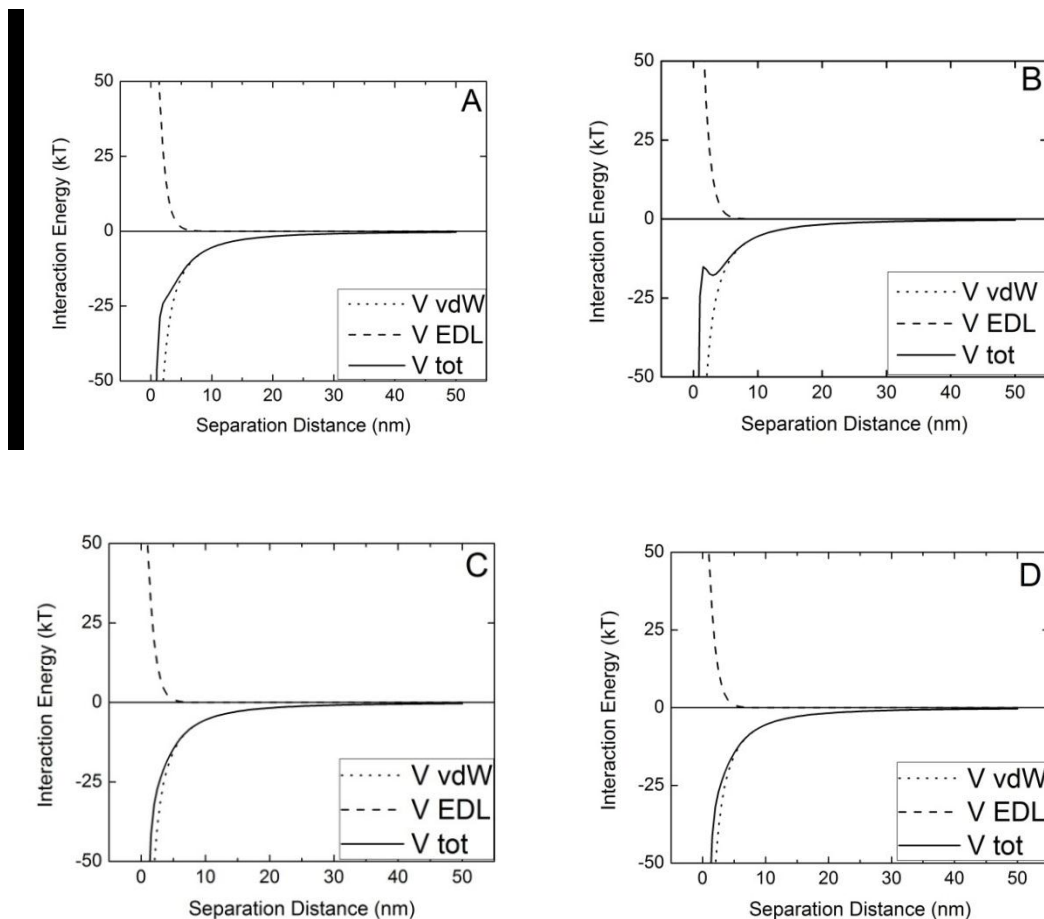 A
50
25
0
-25
-50
Interaction Energy (kT)
V vdW
V EDL
V tot
0 10 20 30 40 50
Separation Distance (nm)
B
50
25
0
-25
-50
Interaction Energy (kT)
V vdW
V EDL
V tot
0 10 20 30 40 50
Separation Distance (nm)
C
50
25
0
-25
-50
Interaction Energy (kT)
V vdW
V EDL
V tot
0 10 20 30 40 50
Separation Distance (nm)
D
50
25
0
-25
-50
Interaction Energy (kT)
V vdW
V EDL
V tot
0 10 20 30 40 50
Separation Distance (nm)